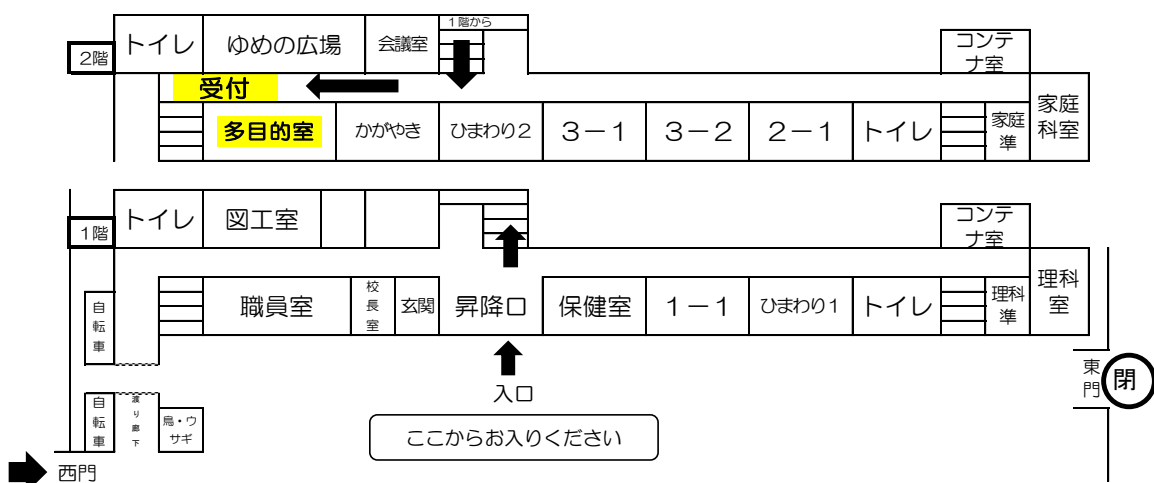 1階から
2階
トイレ
ゆめの広場
会議室
コンテ
ナ室
受付
多目的室
かがやき
ひまわり2
3－1
3－2
2－1
トイレ
家庭
準
家庭
科室
1階
トイレ
図工室
コンテ
ナ室
職員室
校
長
室
玄関
昇降口
保健室
1－1
ひまわり1
トイレ
理科
準
理科
室
自
転
車
入口
東
門
閉
自
転
車
渡
り
廊
下
鳥・ウ
サギ
ここからお入りください
西門